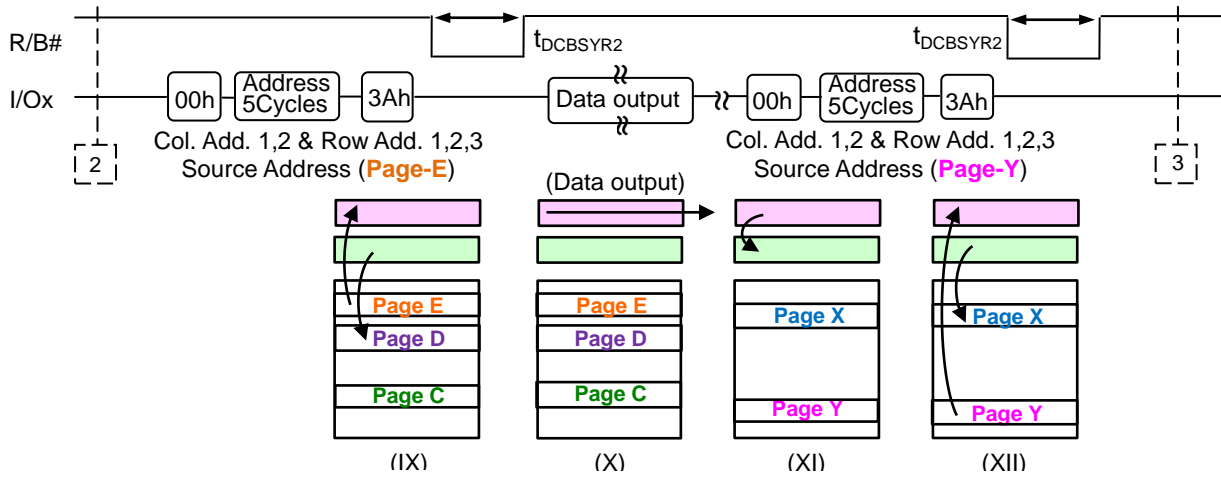 R/B#
tDCBSYR2
tDCBSYR2
I/Ox
00h
Address
5Cycles
3Ah
Data output
00h
Address
5Cycles
3Ah
2
Col. Add. 1,2 & Row Add. 1,2,3
Source Address (Page-E)
Col. Add. 1,2 & Row Add. 1,2,3
Source Address (Page-Y)
3
(Data output)
Page E
Page D
Page C
(IX)
Page E
Page D
Page C
(X)
Page X
Page Y
(XI)
Page X
Page Y
(XII)